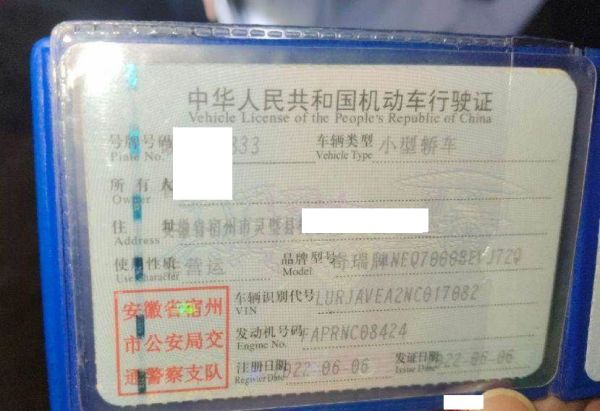 中华人民共和国机动车行驶证
Vehicle License of the People's Republic of China
号牌号码 833 车辆类型 小型轿车
Plate No. Vehicle Type
所有人
Owner
住 址 安徽省宿州市灵璧县
Address
使用性质 营运 品牌型号 奇瑞牌
Use Character Model
安徽省宿州 车辆识别代号 LURJAVEA2NC017082
VIN
市公安局交 发动机号码 FAPRNC08424
Engine No.
通警察支队 注册日期 022-06-06 发证日期 022-06-06
Register Date Issue Date